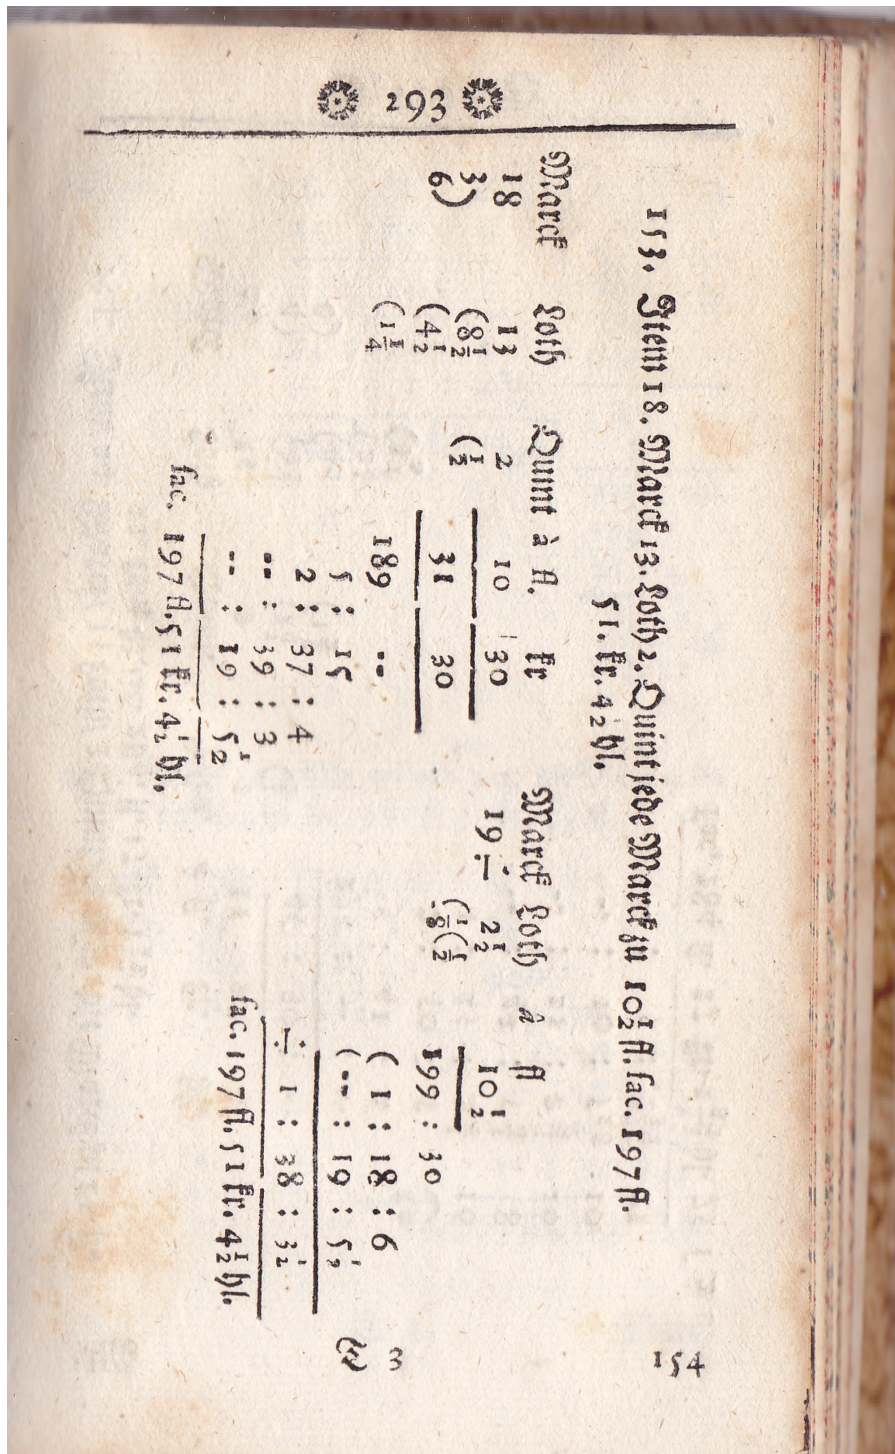 293
153. Item 18. Marck 13. Loth 2. Quint jede Marck zu 10½ fl. fac. 197 fl.
51. kr. 4½ hl.
Marck Loth Quint à fl. kr
18 13 2 10 30
3 (8½ (½
6) (4½ 31 30
(1¼ 189 --
5 : 15
2 : 37 : 4
-- : 39 : 3
-- : 19 : 5½
fac. 197 fl. 51 kr. 4½ hl.
Marck Loth â fl
19 ÷ 2½ 10½
(⅛(½
199 : 30
( 1 : 18 : 6
(-- : 19 : 5½
÷ 1 : 38 : 3½
fac. 197 fl. 51 kr. 4½ hl.
3
154